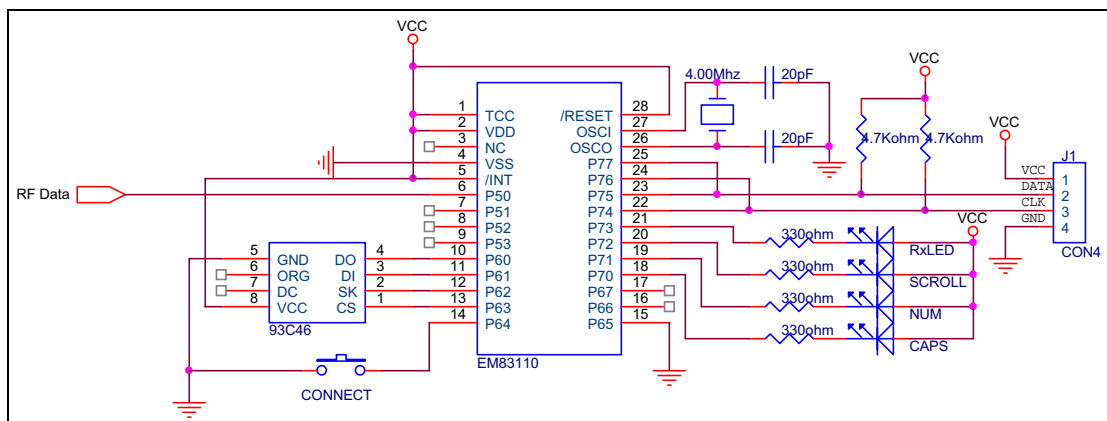 VCC
4.00Mhz
20pF
VCC
VCC
1 TCC /RESET 28
2 VDD OSCI 27
3 NC OSCO 26
20pF
4 VSS P77 25
5 /INT P76 24
4.7Kohm 4.7Kohm
J1
RF Data
6 P50 P75 23
7 P51 P74 22
8 P52 P73 21
9 P53 P72 20
10 P60 P71 19
11 P61 P70 18
12 P62 P67 17
13 P63 P66 16
14 P64 P65 15
EM83110
VCC 1
DATA 2
CLK 3
GND 4
CON4
VCC
330ohm RxLED
330ohm SCROLL
330ohm NUM
330ohm CAPS
5 GND DO 4
6 ORG DI 3
7 DC SK 2
8 VCC CS 1
93C46
CONNECT